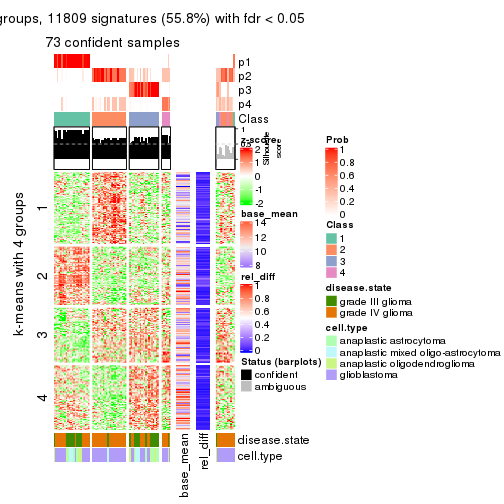 groups, 11809 signatures (55.8%) with fdr < 0.05
73 confident samples
p1
p2
p3
p4
Class
1
Silhouette score
z-score
2
1
0
-1
-2
base_mean
14
12
10
8
rel_diff
1
0.8
0.6
0.4
0.2
0
Status (barplots)
confident
ambiguous
Prob
1
0.8
0.6
0.4
0.2
0
Class
1
2
3
4
disease.state
grade III glioma
grade IV glioma
cell.type
anaplastic astrocytoma
anaplastic mixed oligo-astrocytoma
anaplastic oligodendroglioma
glioblastoma
k-means with 4 groups
1
2
3
4
disease.state
cell.type
base_mean
rel_diff